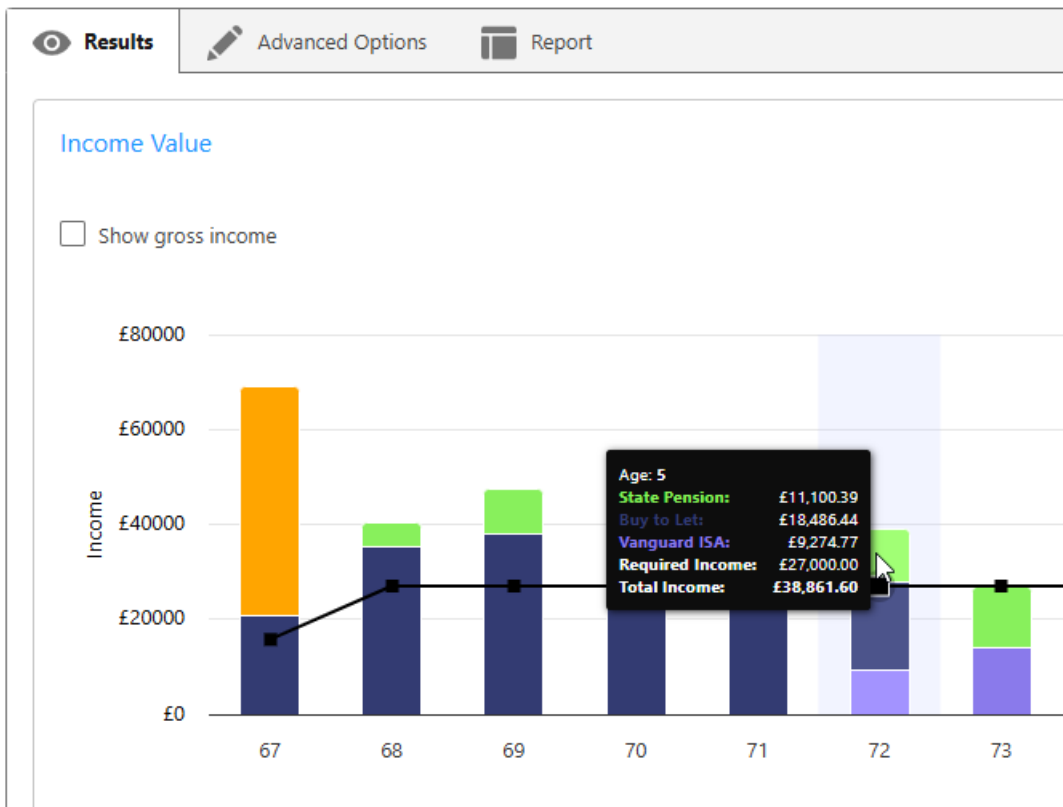 Results Advanced Options Report
Income Value
Show gross income
£80000
£60000
£40000
£20000
£0
Income
Age: 5
State Pension: £11,100.39
Buy to Let: £18,486.44
Vanguard ISA: £9,274.77
Required Income: £27,000.00
Total Income: £38,861.60
67 68 69 70 71 72 73